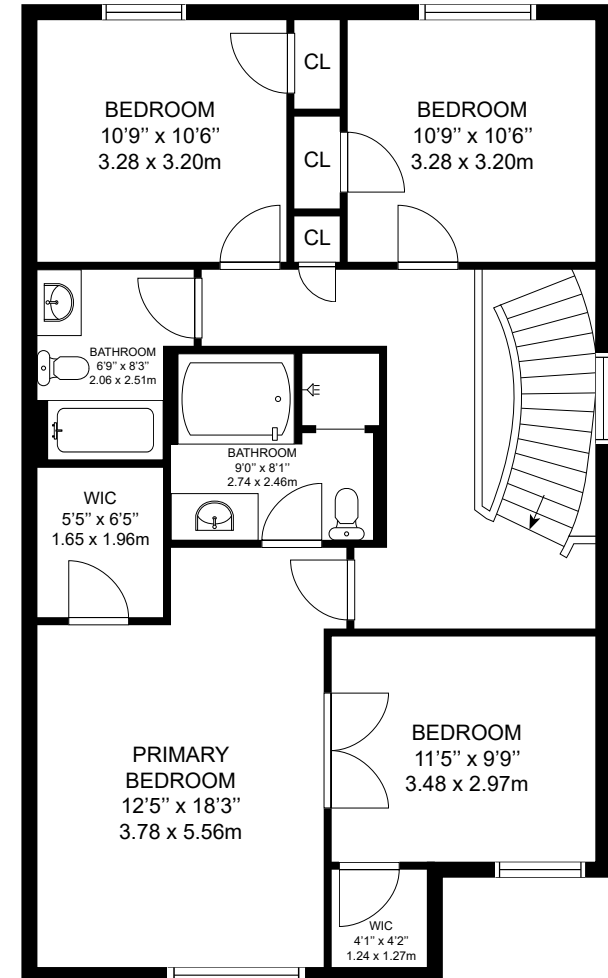 CL
BEDROOM
10’9’’ x 10’6’’
3.28 x 3.20m
BEDROOM
10’9’’ x 10’6’’
3.28 x 3.20m
CL
CL
BATHROOM
6’9’’ x 8’3’’
2.06 x 2.51m
BATHROOM
9’0’’ x 8’1’’
2.74 x 2.46m
WIC
5’5’’ x 6’5’’
1.65 x 1.96m
PRIMARY
BEDROOM
12’5’’ x 18’3’’
3.78 x 5.56m
BEDROOM
11’5’’ x 9’9’’
3.48 x 2.97m
WIC
4’1’’ x 4’2’’
1.24 x 1.27m